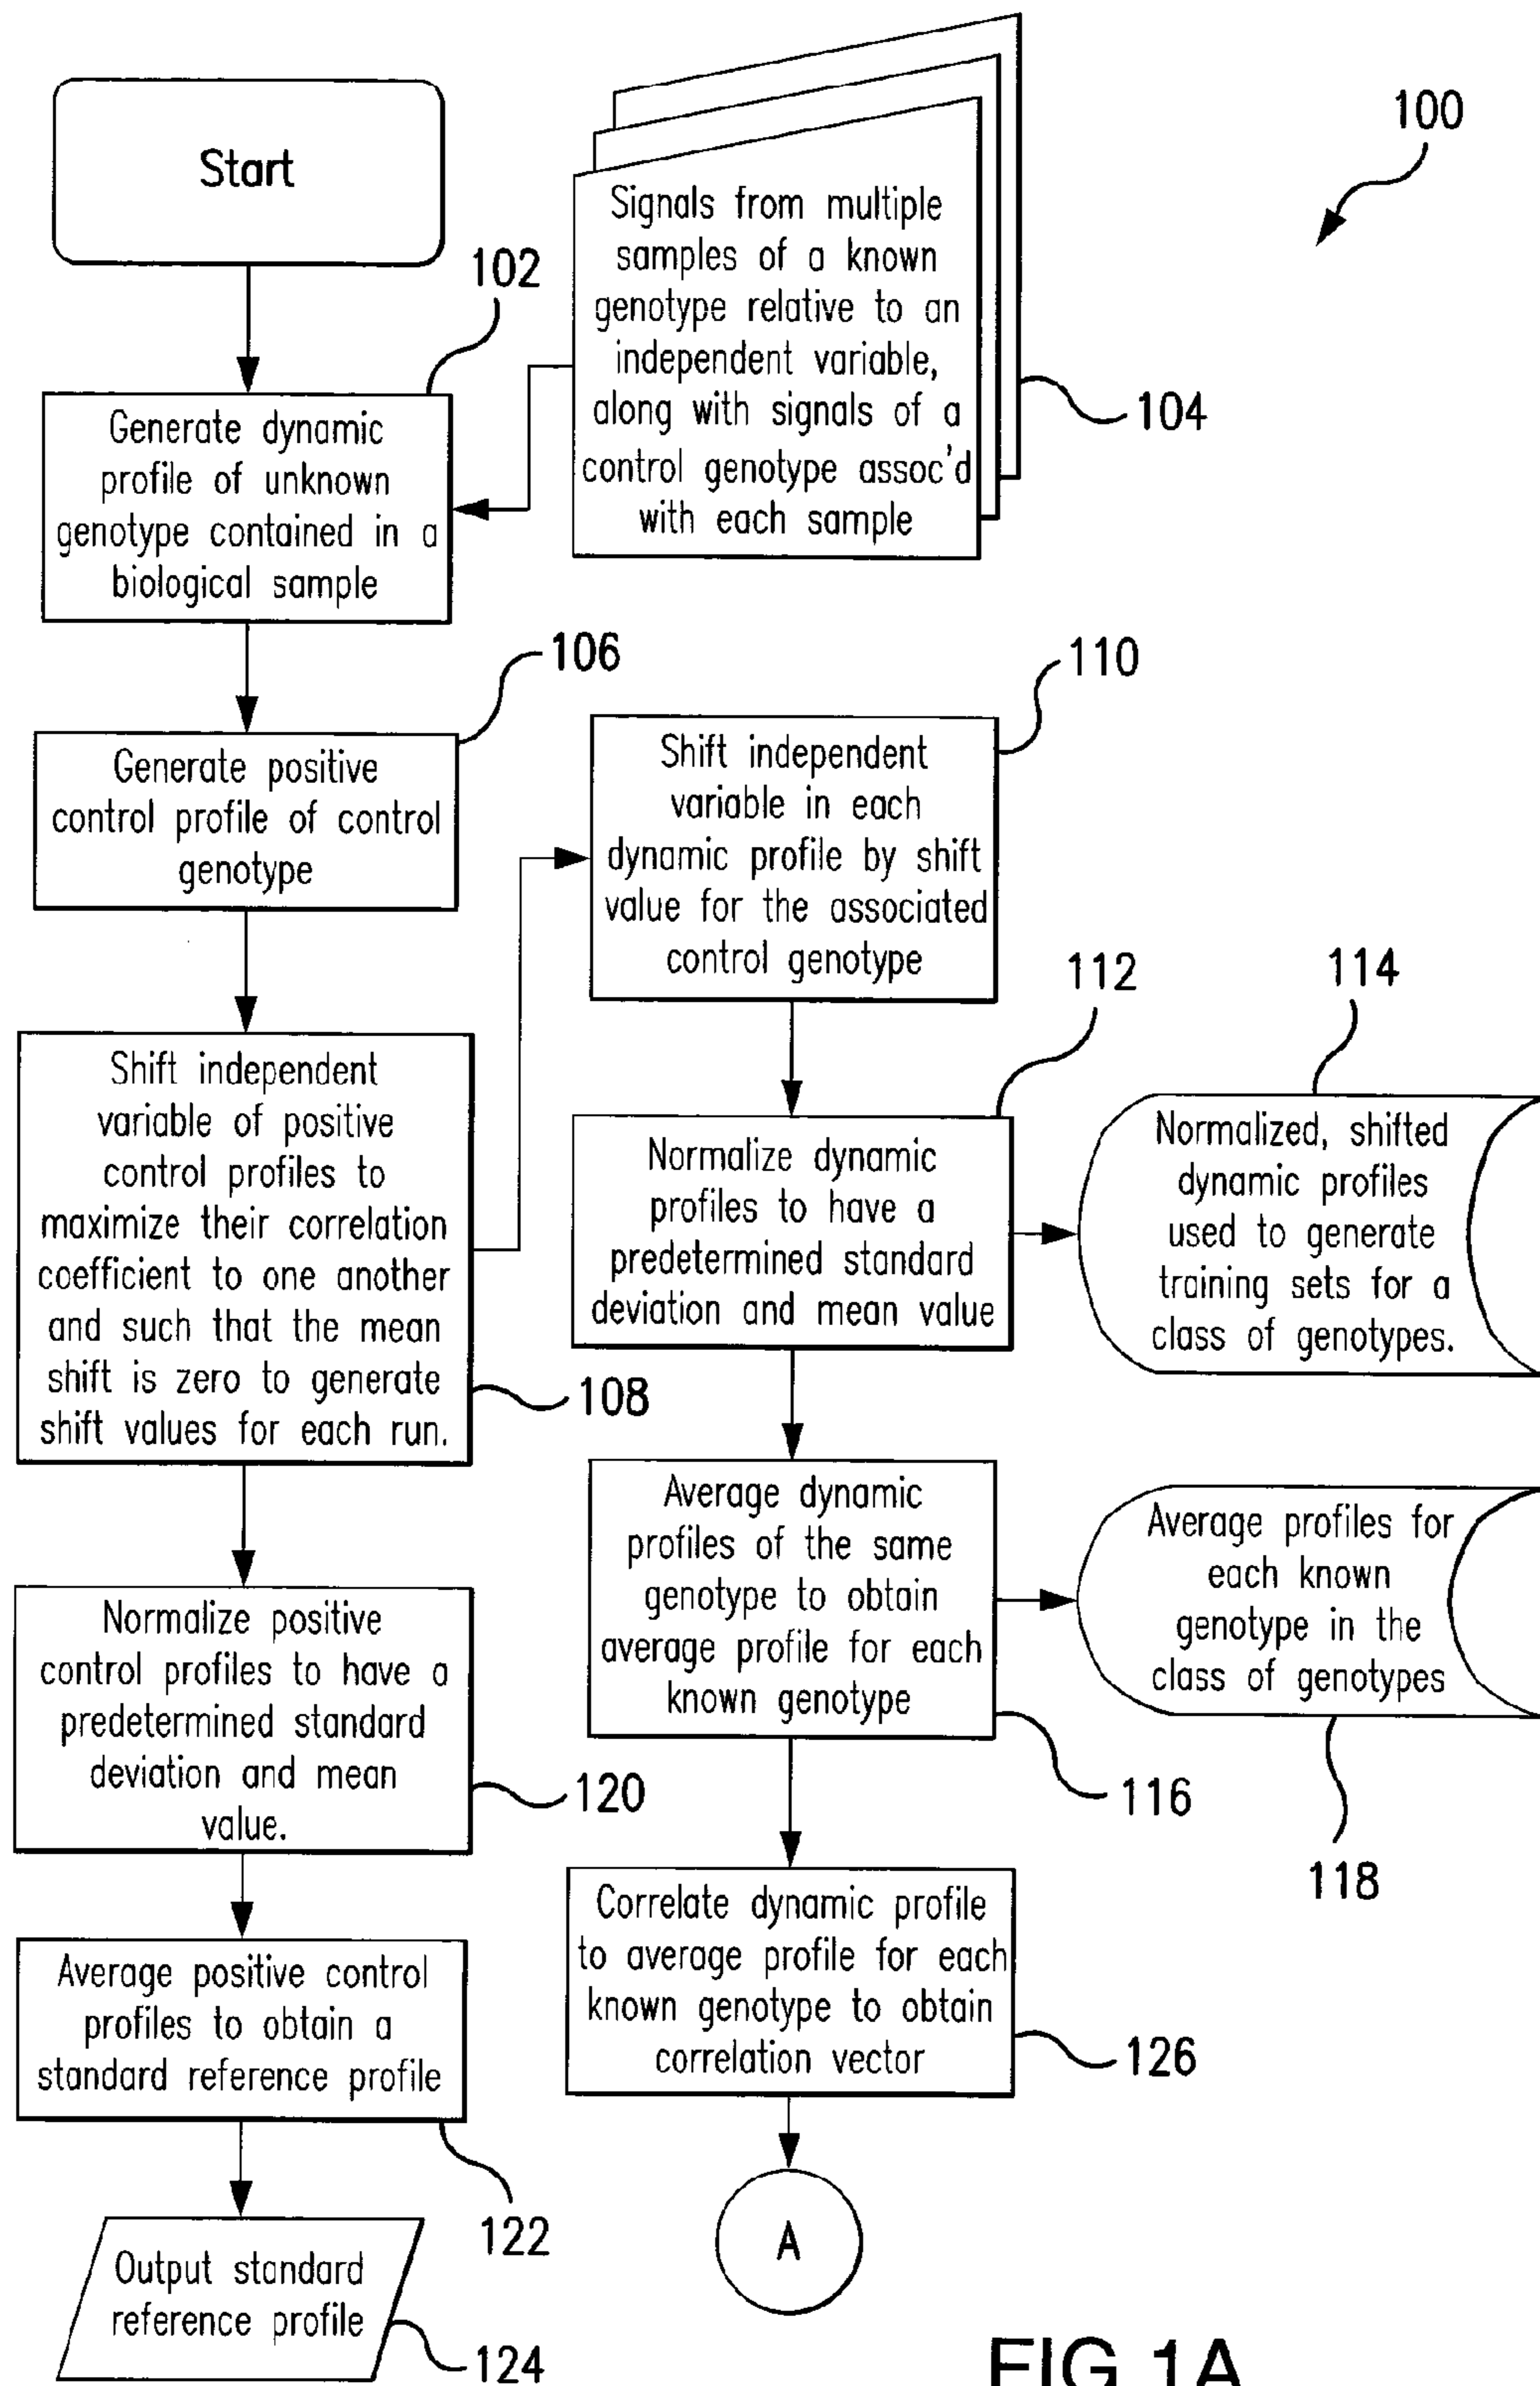 Start
100
102
Signals from multiple
samples of a known
genotype relative to an
independent variable,
along with signals of a
control genotype assoc'd
with each sample
104
Generate dynamic
profile of unknown
genotype contained in a
biological sample
106
Generate positive
control profile of control
genotype
110
Shift independent
variable in each
dynamic profile by shift
value for the associated
control genotype
Shift independent
variable of positive
control profiles to
maximize their correlation
coefficient to one another
and such that the mean
shift is zero to generate
shift values for each run.
108
112
Normalize dynamic
profiles to have a
predetermined standard
deviation and mean value
114
Normalized, shifted
dynamic profiles
used to generate
training sets for a
class of genotypes.
Average dynamic
profiles of the same
genotype to obtain
average profile for each
known genotype
116
Average profiles for
each known
genotype in the
class of genotypes
118
Normalize positive
control profiles to have a
predetermined standard
deviation and mean
value.
120
Average positive control
profiles to obtain a
standard reference profile
122
Correlate dynamic profile
to average profile for each
known genotype to obtain
correlation vector
126
Output standard
reference profile
124
A
FIG. 1A